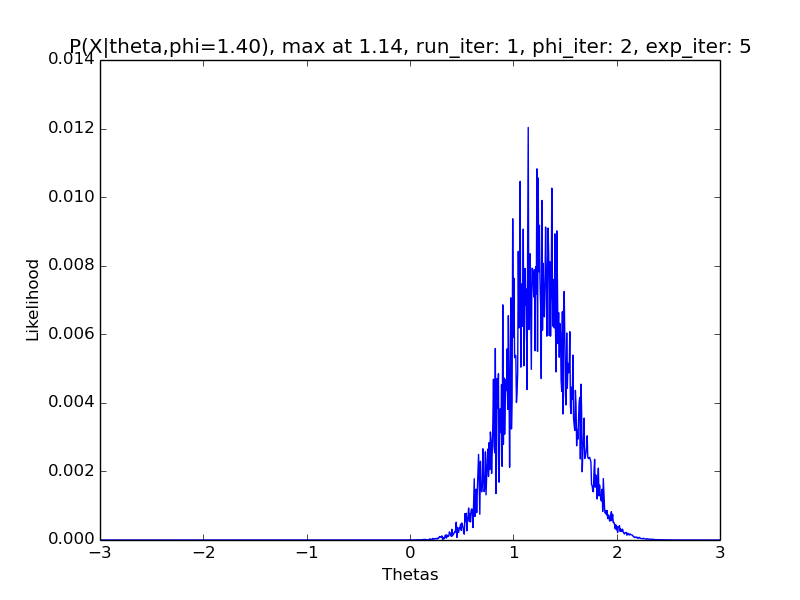 P(X|theta,phi=1.40), max at 1.14, run_iter: 1, phi_iter: 2, exp_iter: 5
0.014
0.012
0.010
0.008
0.006
0.004
0.002
0.000
Likelihood
−3 −2 −1 0 1 2 3
Thetas